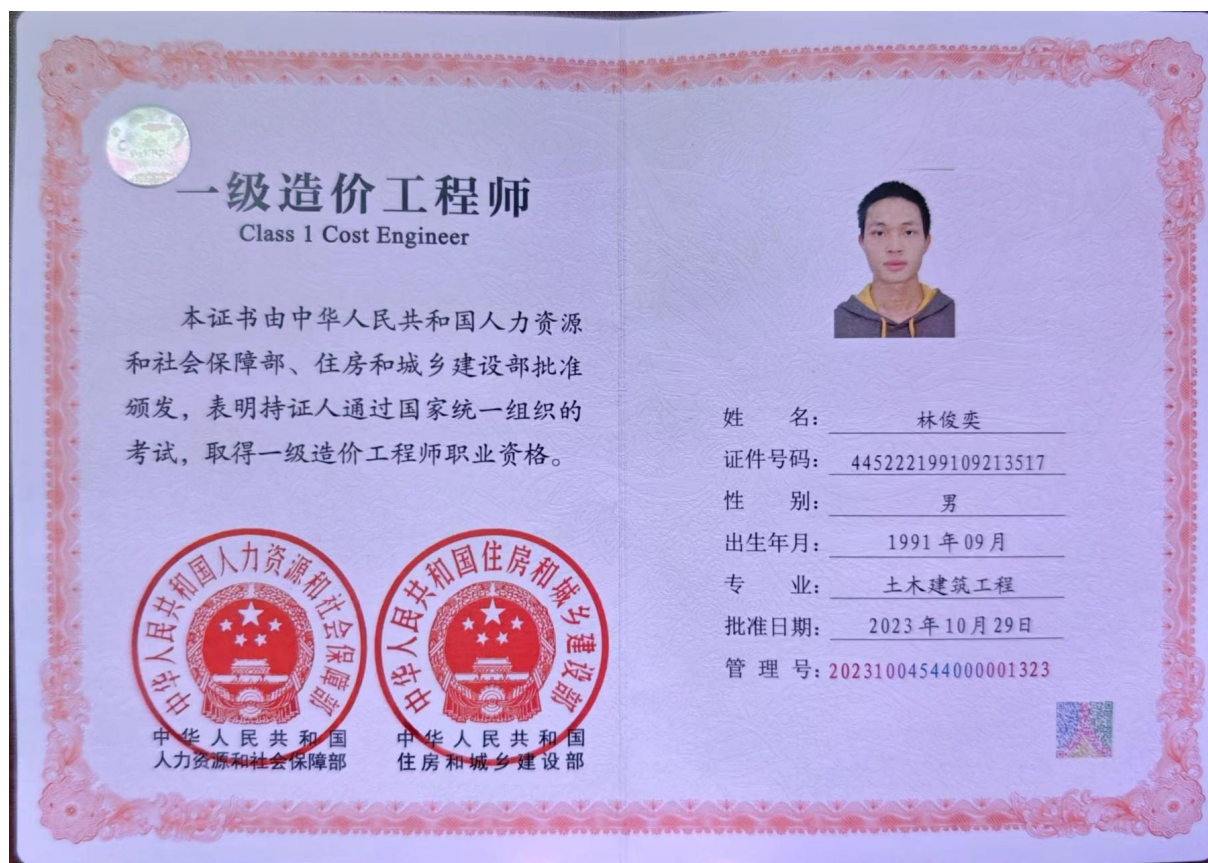 一级造价工程师
Class 1 Cost Engineer
本证书由中华人民共和国人力资源
和社会保障部、住房和城乡建设部批准
颁发，表明持证人通过国家统一组织的
考试，取得一级造价工程师职业资格。
中华人民共和国人力资源和社会保障部
中华人民共和国住房和城乡建设部
中华人民共和国
人力资源和社会保障部
中华人民共和国
住房和城乡建设部
姓 名：林俊奕
证件号码：445222199109213517
性 别：男
出生年月：1991年09月
专 业：土木建筑工程
批准日期：2023年10月29日
管 理 号：20231004544000001323